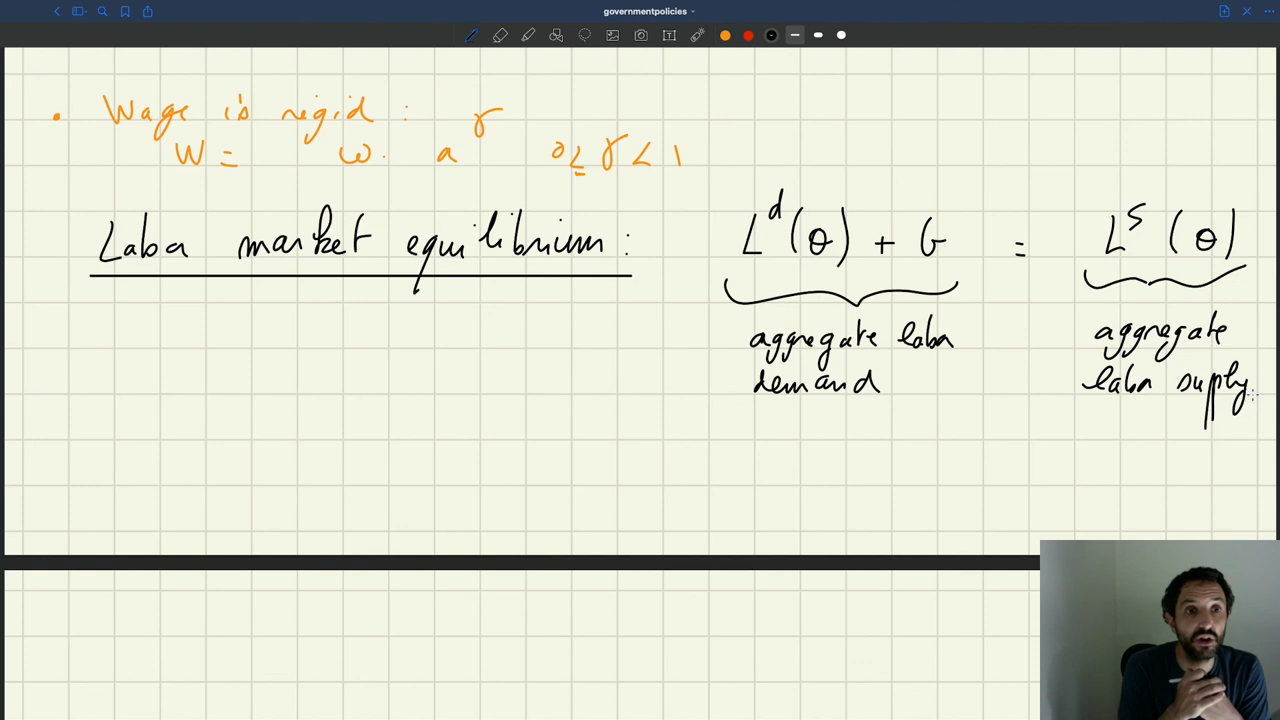 governmentpolicies
• Wage is rigid :
W = ω. a^γ 0 ≤ γ < 1
Labor market equilibrium : L^d (θ) + G = L^s (θ)
aggregate labor
demand
aggregate
labor supply